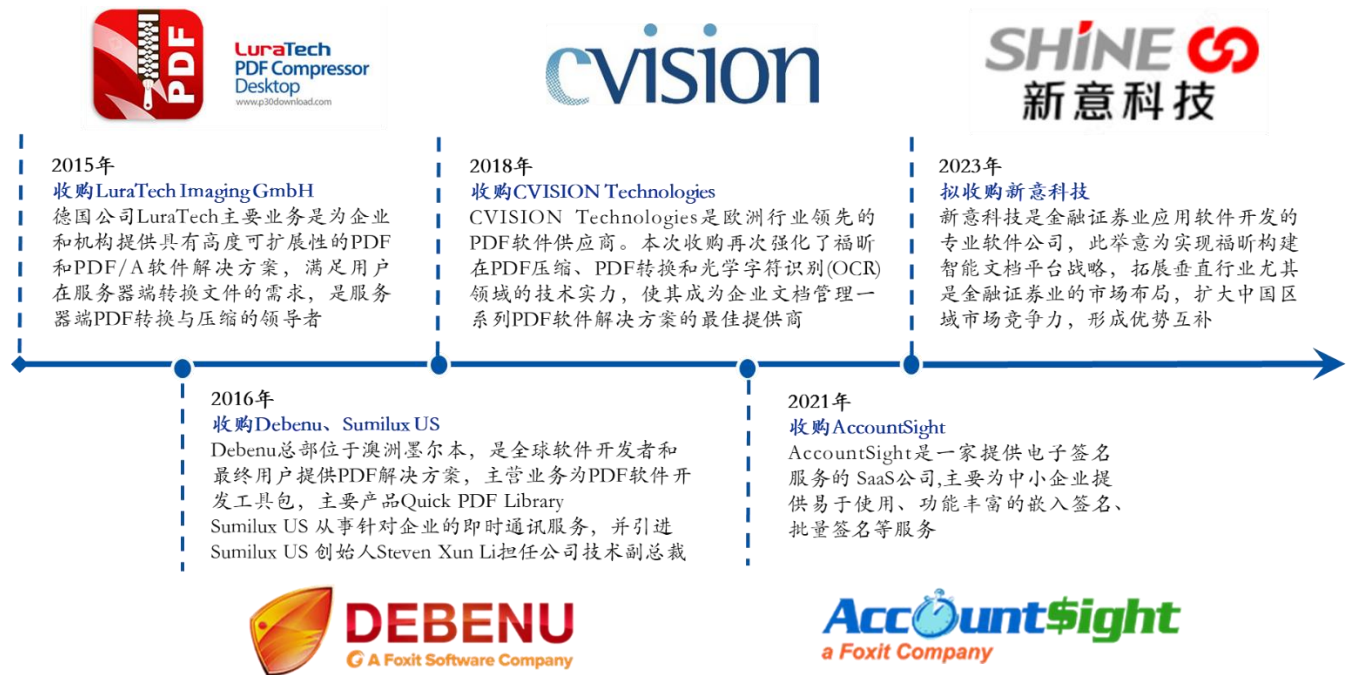 PDF
LuraTech
PDF Compressor
Desktop
www.p30download.com
cvision
SHINE
新意科技
2015年
收购LuraTech Imaging GmbH
德国公司LuraTech主要业务是为企业
和机构提供具有高度可扩展性的PDF
和PDF/A软件解决方案，满足用户
在服务器端转换文件的需求，是服务
器端PDF转换与压缩的领导者
2018年
收购CVISION Technologies
CVISION Technologies是欧洲行业领先的
PDF软件供应商。本次收购再次强化了福昕
在PDF压缩、PDF转换和光学字符识别(OCR)
领域的技术实力，使其成为企业文档管理一
系列PDF软件解决方案的最佳提供商
2023年
拟收购新意科技
新意科技是金融证券业应用软件开发的
专业软件公司，此举意为实现福昕构建
智能文档平台战略，拓展垂直行业尤其
是金融证券业的市场布局，扩大中国区
域市场竞争力，形成优势互补
2016年
收购Debenu、Sumilux US
Debenu总部位于澳洲墨尔本，是全球软件开发者和
最终用户提供PDF解决方案，主营业务为PDF软件开
发工具包，主要产品Quick PDF Library
Sumilux US 从事针对企业的即时通讯服务，并引进
Sumilux US 创始人Steven Xun Li担任公司技术副总裁
2021年
收购AccountSight
AccountSight是一家提供电子签名
服务的 SaaS公司,主要为中小企业提
供易于使用、功能丰富的嵌入签名、
批量签名等服务
DEBENU
A Foxit Software Company
Acc untSight
a Foxit Company